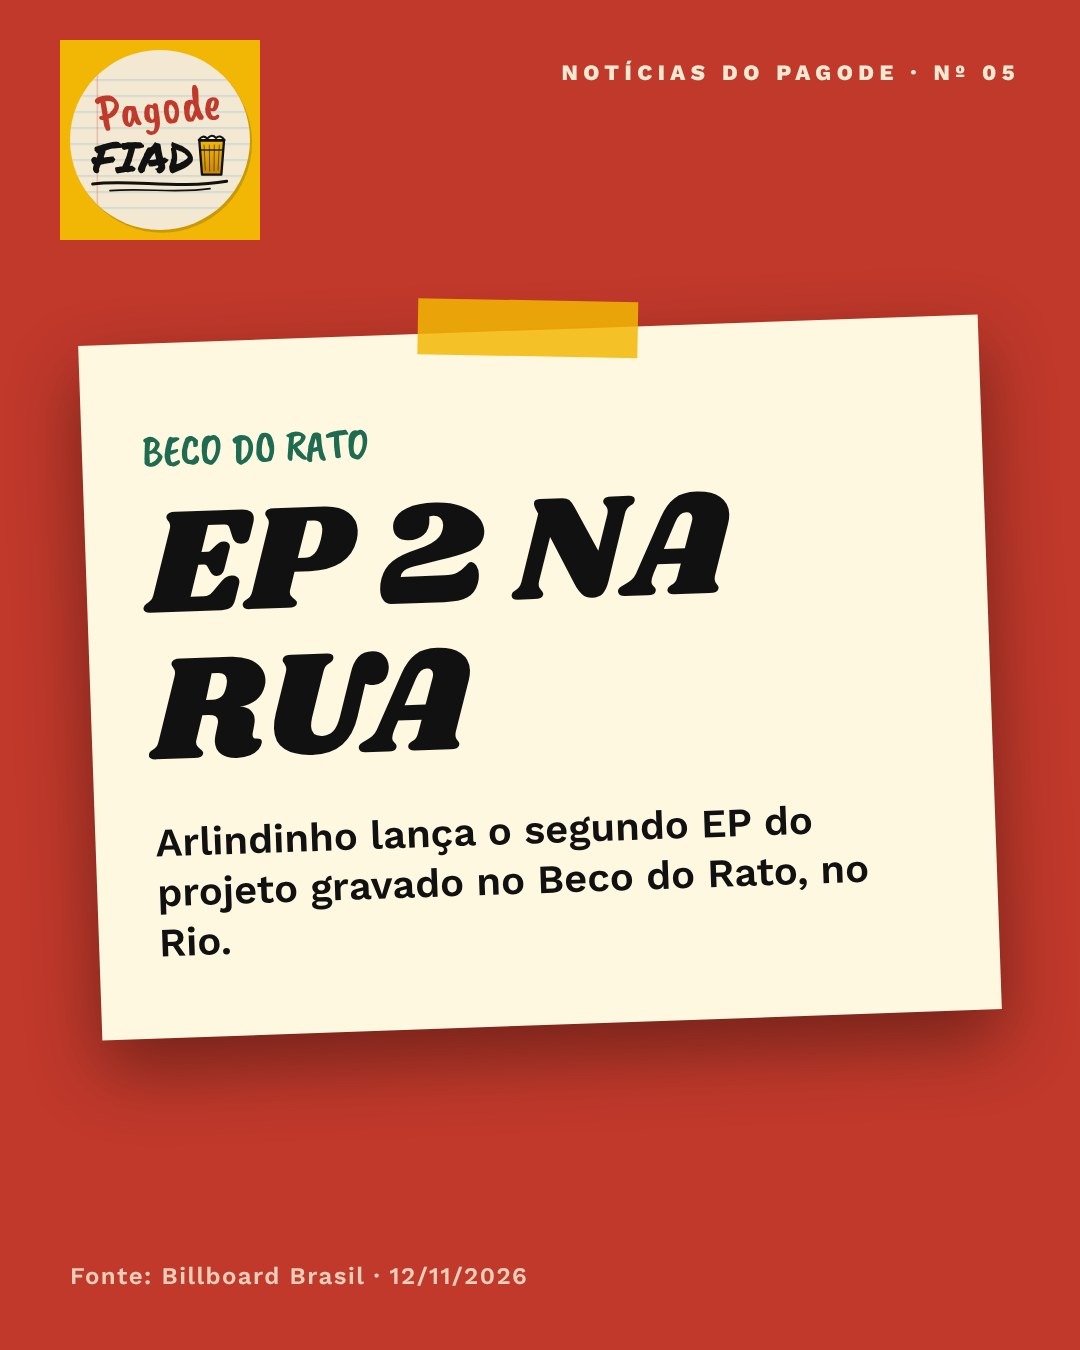 Pagode
FIADO
NOTÍCIAS DO PAGODE · Nº 05
BECO DO RATO
EP 2 NA
RUA
Arlindinho lança o segundo EP do
projeto gravado no Beco do Rato, no
Rio.
Fonte: Billboard Brasil · 12/11/2026